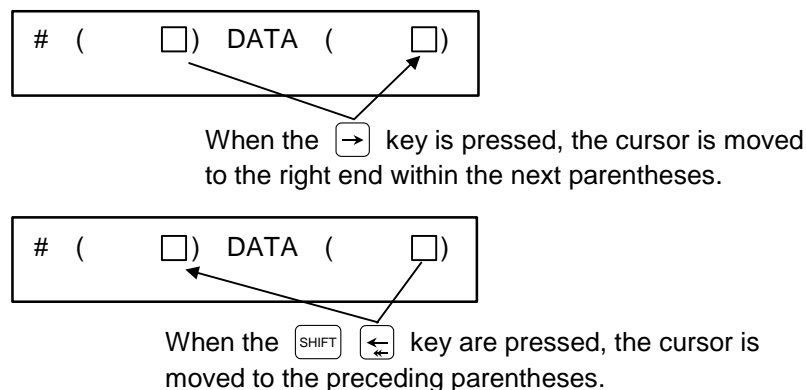 # ( □) DATA ( □)
When the → key is pressed, the cursor is moved
to the right end within the next parentheses.
# ( □) DATA ( □)
When the SHIFT ← key are pressed, the cursor is
moved to the preceding parentheses.